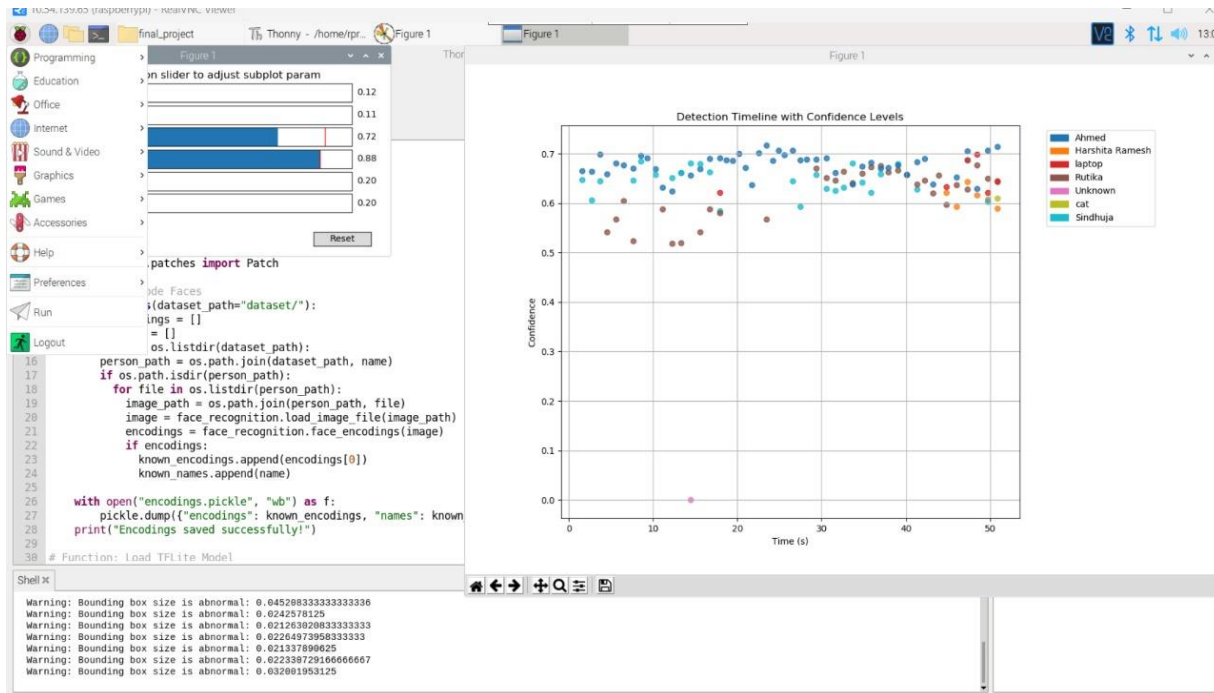 10.54.139.65 (raspberrypi) - RealVNC Viewer
final_project
Thonny - /home/rpr...
Figure 1
Figure 1
13:0
Programming
Education
Office
Internet
Sound & Video
Graphics
Games
Accessories
Help
Preferences
Run
Logout
Figure 1
on slider to adjust subplot param
0.12
0.11
0.72
0.88
0.20
0.20
Reset
Thon
.patches import Patch
ode Faces
s(dataset_path="dataset/"):
ings = []
= []
os.listdir(dataset_path):
16 person_path = os.path.join(dataset_path, name)
17 if os.path.isdir(person_path):
18 for file in os.listdir(person_path):
19 image_path = os.path.join(person_path, file)
20 image = face_recognition.load_image_file(image_path)
21 encodings = face_recognition.face_encodings(image)
22 if encodings:
23 known_encodings.append(encodings[0])
24 known_names.append(name)
25
26 with open("encodings.pickle", "wb") as f:
27 pickle.dump({"encodings": known_encodings, "names": known
28 print("Encodings saved successfully!")
29
30 # Function: Load TFLite Model
Figure 1
Detection Timeline with Confidence Levels
Ahmed
Harshita Ramesh
laptop
Rutika
Unknown
cat
Sindhuja
Confidence
0.7
0.6
0.5
0.4
0.3
0.2
0.1
0.0
0 10 20 30 40 50
Time (s)
Shell
Warning: Bounding box size is abnormal: 0.045208333333333336
Warning: Bounding box size is abnormal: 0.0242578125
Warning: Bounding box size is abnormal: 0.021263020833333333
Warning: Bounding box size is abnormal: 0.02264973958333333
Warning: Bounding box size is abnormal: 0.021337890625
Warning: Bounding box size is abnormal: 0.022330729166666667
Warning: Bounding box size is abnormal: 0.032001953125